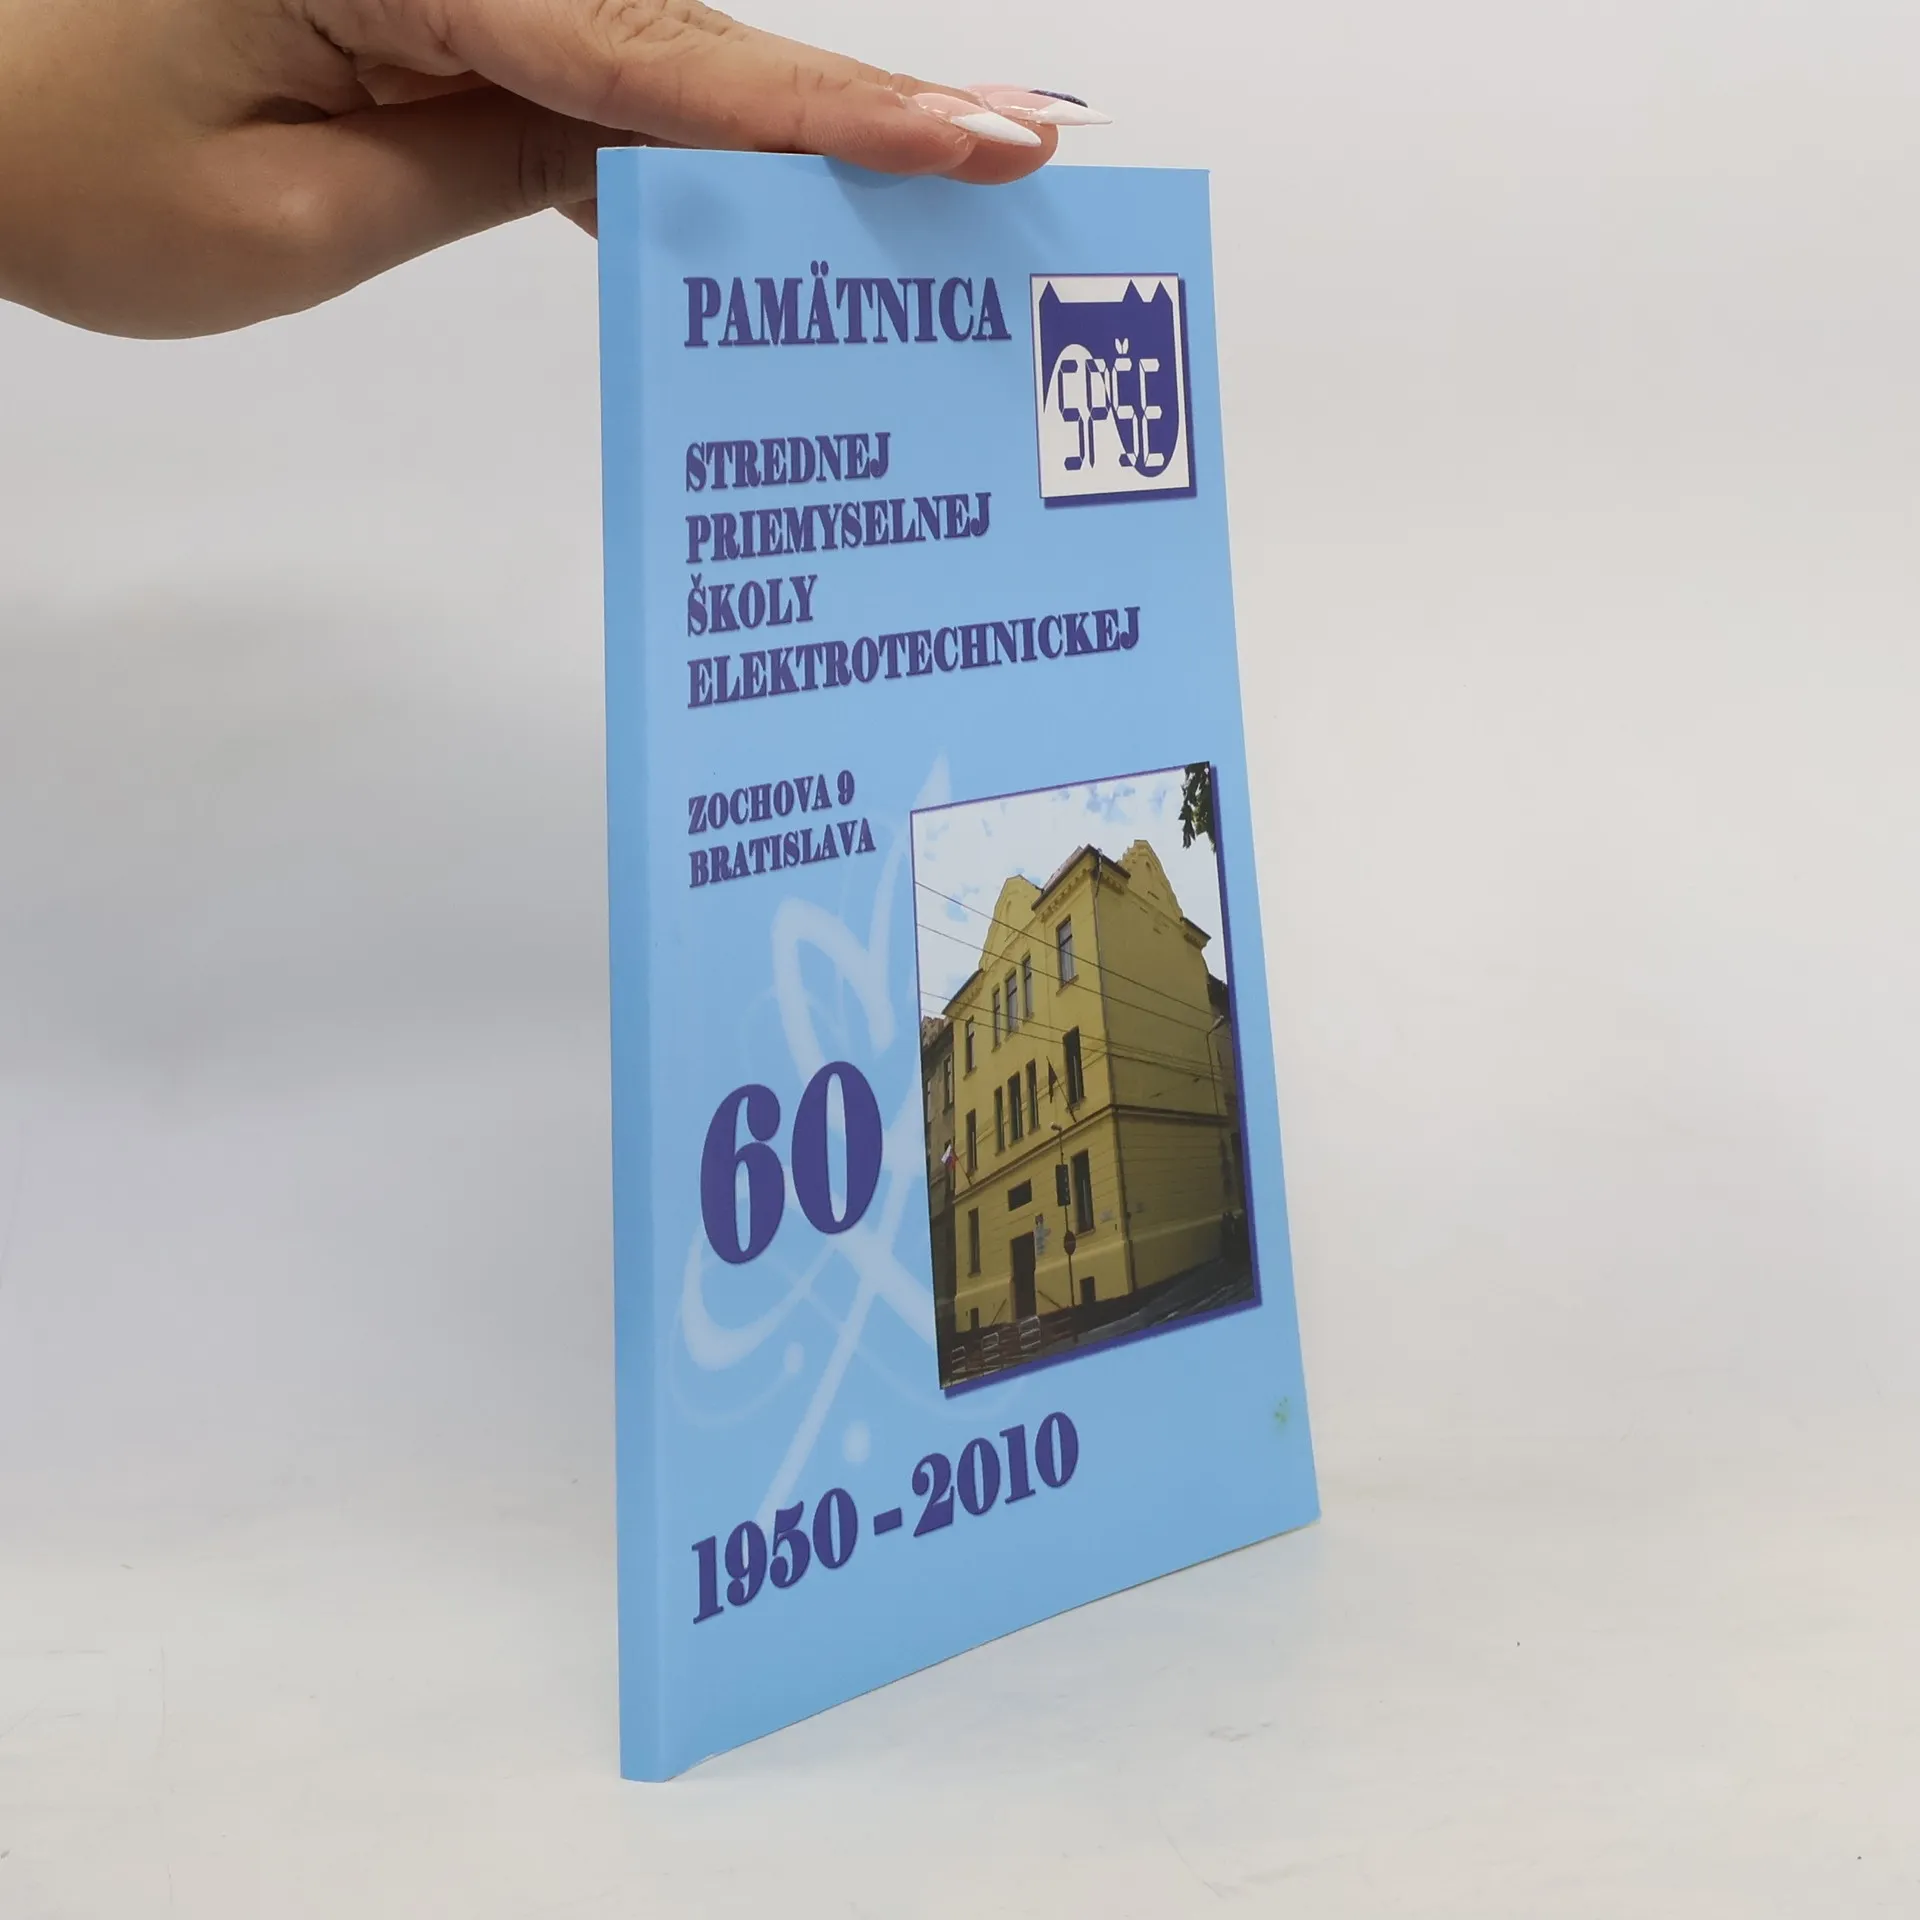 PAMÄTNICA
SPŠE
STREDNEJ
PRIEMYSELNEJ
ŠKOLY
ELEKTROTECHNICKEJ
ZOCHOVA 9
BRATISLAVA
60
1950 - 2010